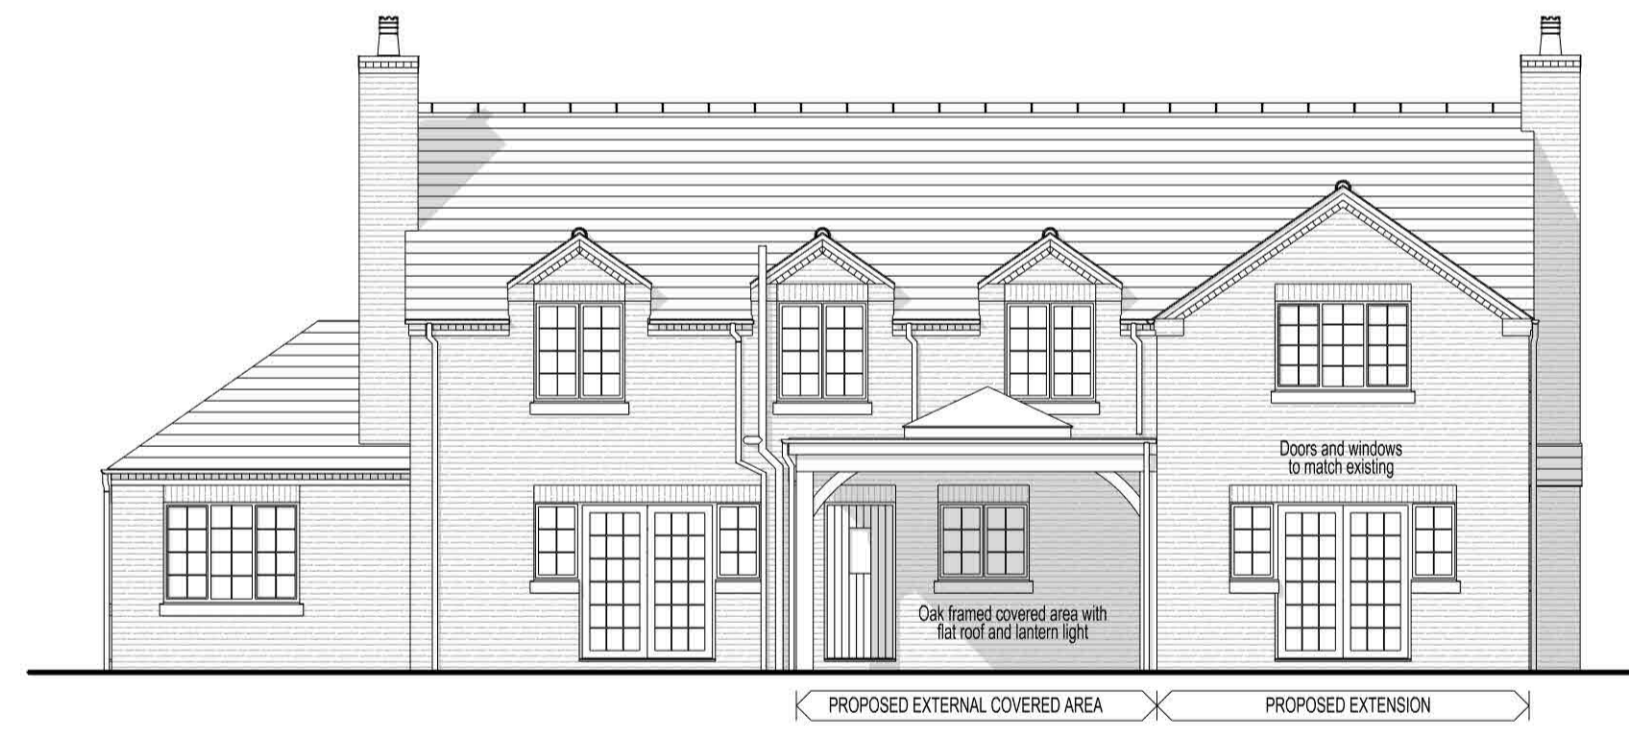 Doors and windows
to match existing
Oak framed covered area with
flat roof and lantern light
PROPOSED EXTERNAL COVERED AREA
PROPOSED EXTENSION